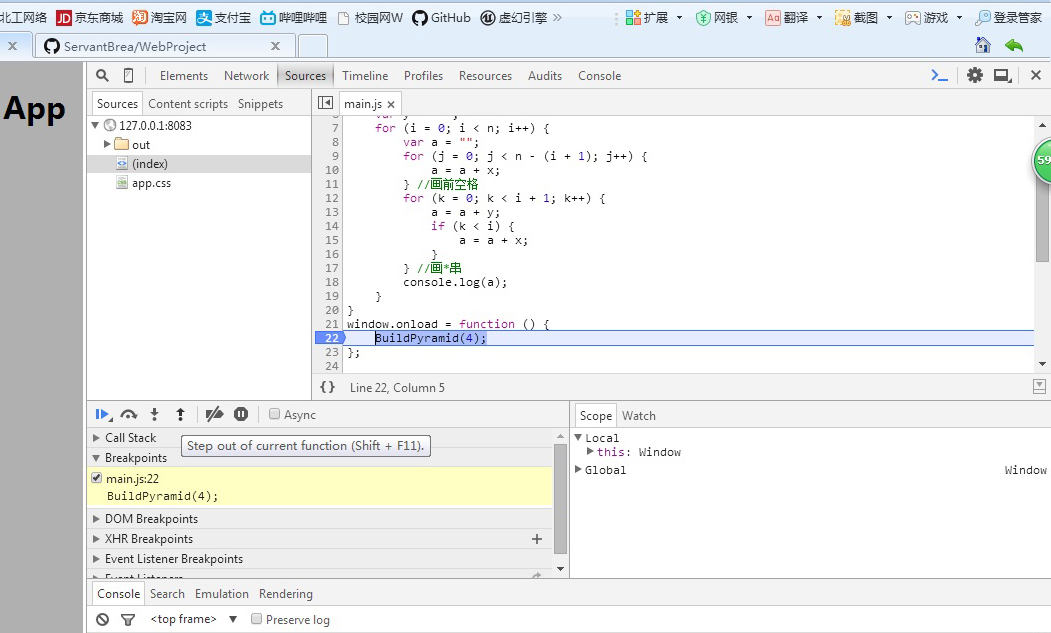 北工网络 JD 京东商城 淘 淘宝网 支 支付宝 哔哩哔哩 校园网W GitHub 虚幻引擎 » 扩展 网银 Aa 翻译 截图 游戏 登录管家
× ServantBrea/WebProject ×
App
Elements Network Sources Timeline Profiles Resources Audits Console
Sources Content scripts Snippets
main.js ×
127.0.0.1:8083
out
(index)
app.css
7 for (i = 0; i < n; i++) {
8 var a = "";
9 for (j = 0; j < n - (i + 1); j++) {
10 a = a + x;
11 } //画前空格
12 for (k = 0; k < i + 1; k++) {
13 a = a + y;
14 if (k < i) {
15 a = a + x;
16 }
17 } //画*串
18 console.log(a);
19 }
20 }
21 window.onload = function () {
22 BuildPyramid(4);
23 };
24
59
{} Line 22, Column 5
Async
Call Stack
Step out of current function (Shift + F11).
Breakpoints
main.js:22
BuildPyramid(4);
DOM Breakpoints
XHR Breakpoints +
Event Listener Breakpoints
Event Listeners
Scope Watch
Local
this: Window
Global Window
Console Search Emulation Rendering
<top frame> ▼ Preserve log